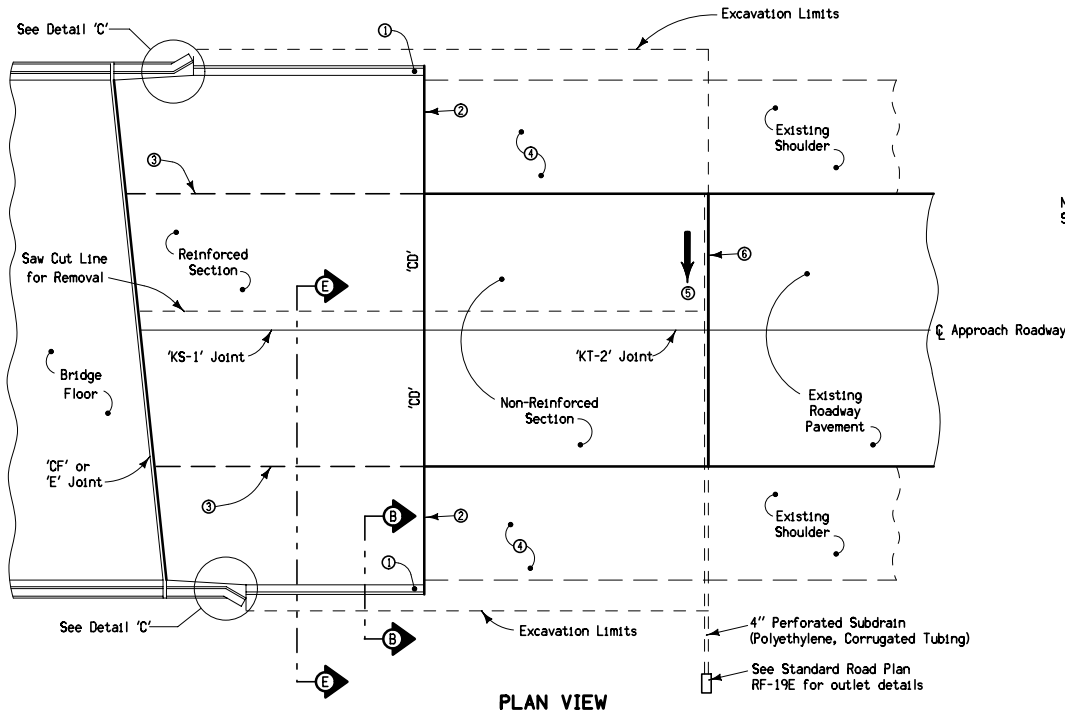 Excavation Limits
See Detail 'C'
①
②
Existing
Shoulder
④
③
N
S
Reinforced
Section
Saw Cut Line
for Removal
'CD'
⑥
E
⑤
℄ Approach Roadway
'KS-1' Joint
'KT-2' Joint
Bridge
Floor
'CD'
Non-Reinforced
Section
Existing
Roadway
Pavement
'CF' or
'E' Joint
③
B
②
Existing
Shoulder
④
①
See Detail 'C'
B
Excavation Limits
4" Perforated Subdrain
(Polyethylene, Corrugated Tubing)
E
See Standard Road Plan
RF-19E for outlet details
PLAN VIEW